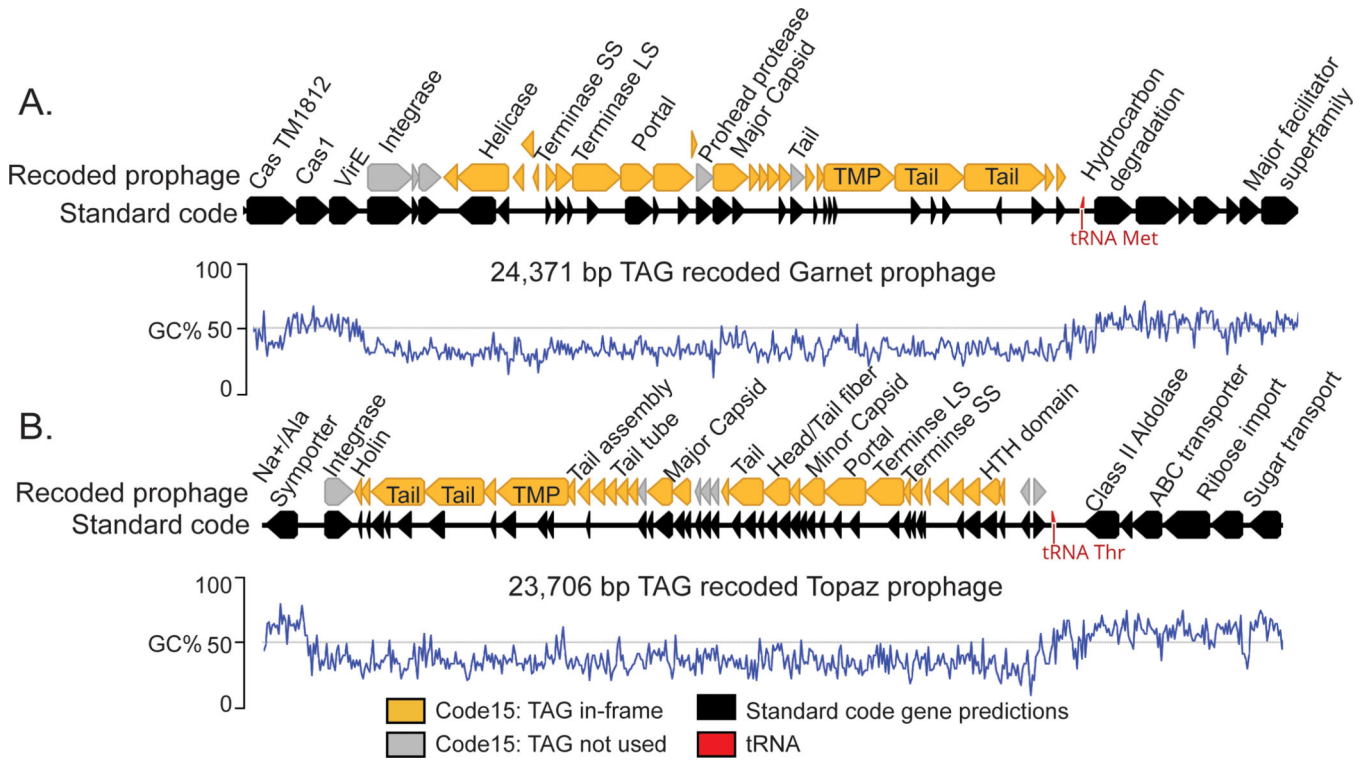 A.
Cas TM1812
Cas1
VirE
Integrase
Helicase
Terminase SS
Terminase LS
Portal
Prohead protease
Major Capsid
Tail
Hydrocarbon
degradation
Major facilitator
superfamily
Recoded prophage
TMP
Tail
Tail
Standard code
tRNA Met
24,371 bp TAG recoded Garnet prophage
100
GC% 50
0
B.
Na+/Ala
Symporter
Integrase
Holin
Tail assembly
Tail tube
Major Capsid
Tail
Head/Tail fiber
Minor Capsid
Portal
Terminse LS
Terminse SS
HTH domain
Class II Aldolase
ABC transporter
Ribose import
Sugar transport
Recoded prophage
Tail
Tail
TMP
Standard code
tRNA Thr
23,706 bp TAG recoded Topaz prophage
100
GC% 50
0
Code15: TAG in-frame
Standard code gene predictions
Code15: TAG not used
tRNA